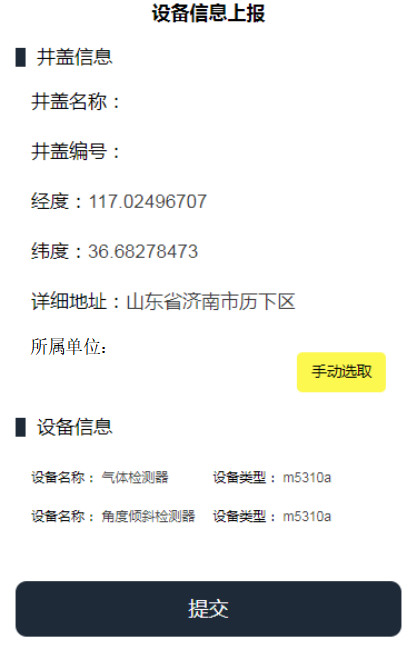 设备信息上报
井盖信息
井盖名称：
井盖编号：
经度：117.02496707
纬度：36.68278473
详细地址：山东省济南市历下区
所属单位:
手动选取
设备信息
设备名称： 气体检测器 设备类型： m5310a
设备名称： 角度倾斜检测器 设备类型： m5310a
提交